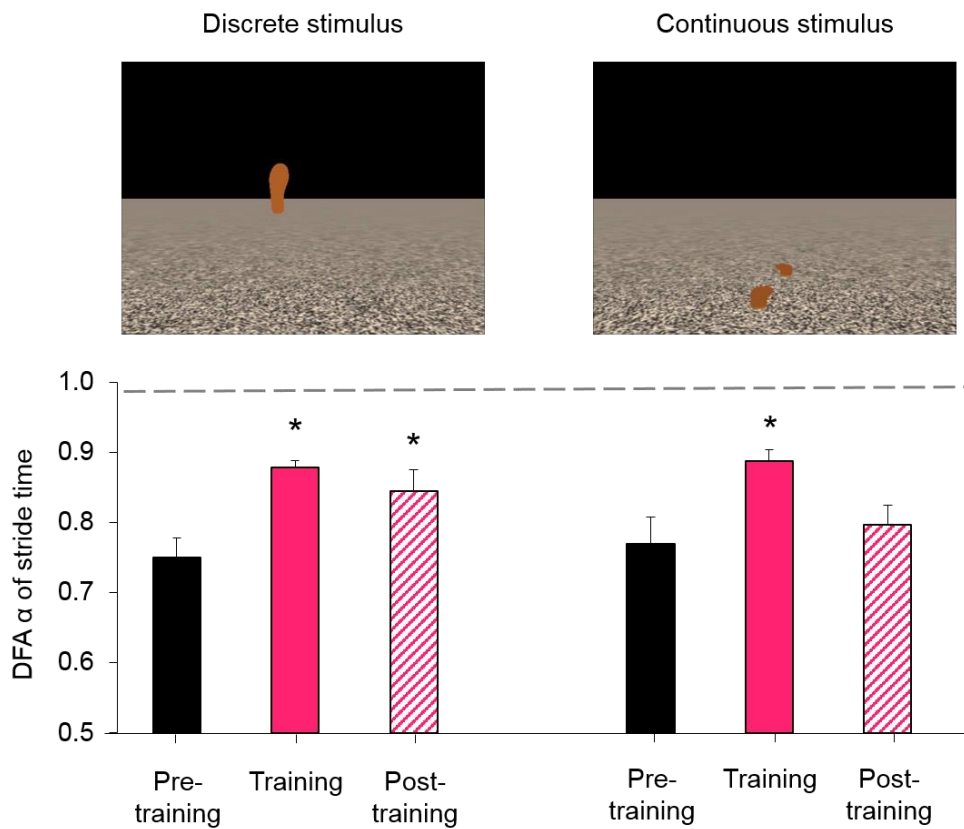 Discrete stimulus
Continuous stimulus
DFA α of stride time
1.0
0.9
0.8
0.7
0.6
0.5
*
*
*
Pre-
training
Training
Post-
training
Pre-
training
Training
Post-
training